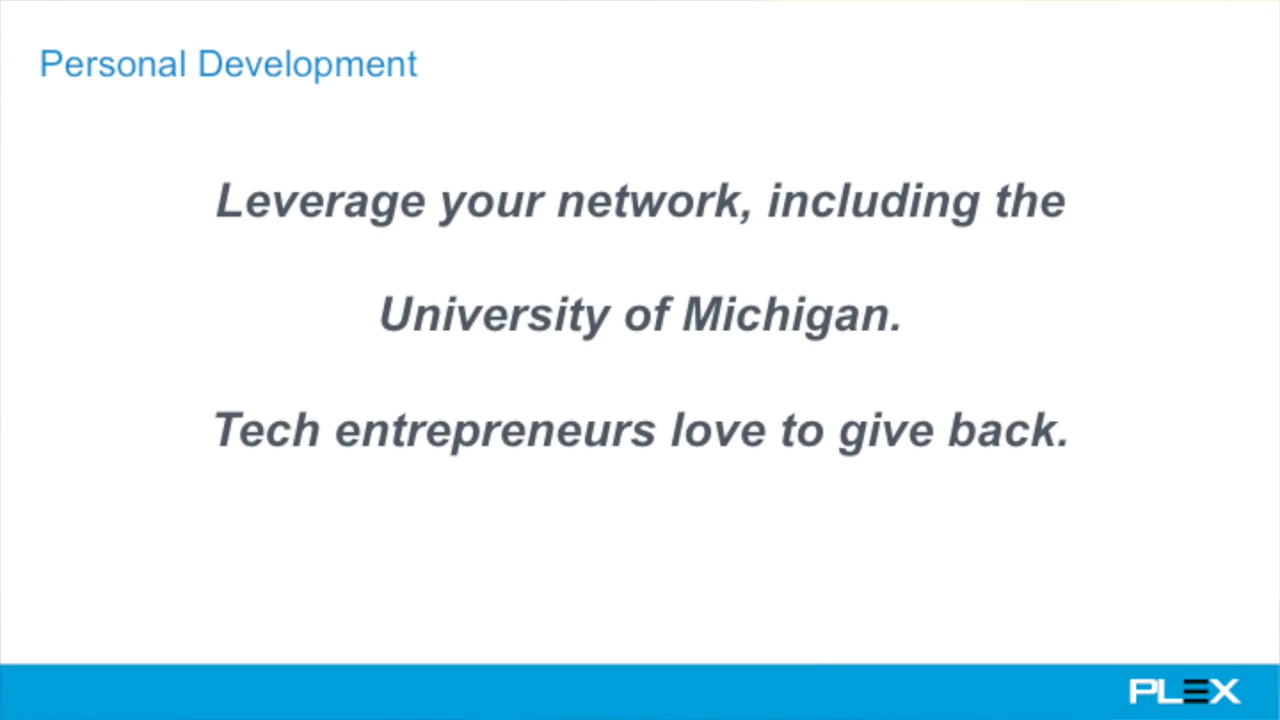 Personal Development
Leverage your network, including the
University of Michigan.
Tech entrepreneurs love to give back.
PLEX